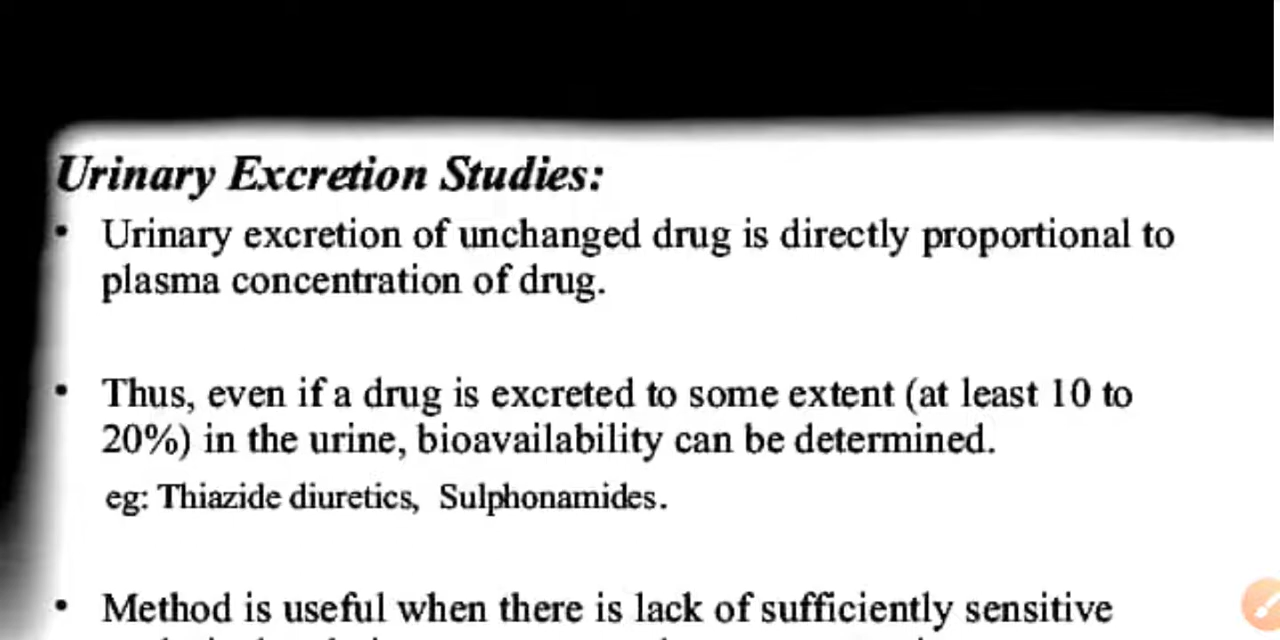 Urinary Excretion Studies:
• Urinary excretion of unchanged drug is directly proportional to
plasma concentration of drug.
• Thus, even if a drug is excreted to some extent (at least 10 to
20%) in the urine, bioavailability can be determined.
eg: Thiazide diuretics, Sulphonamides.
• Method is useful when there is lack of sufficiently sensitive